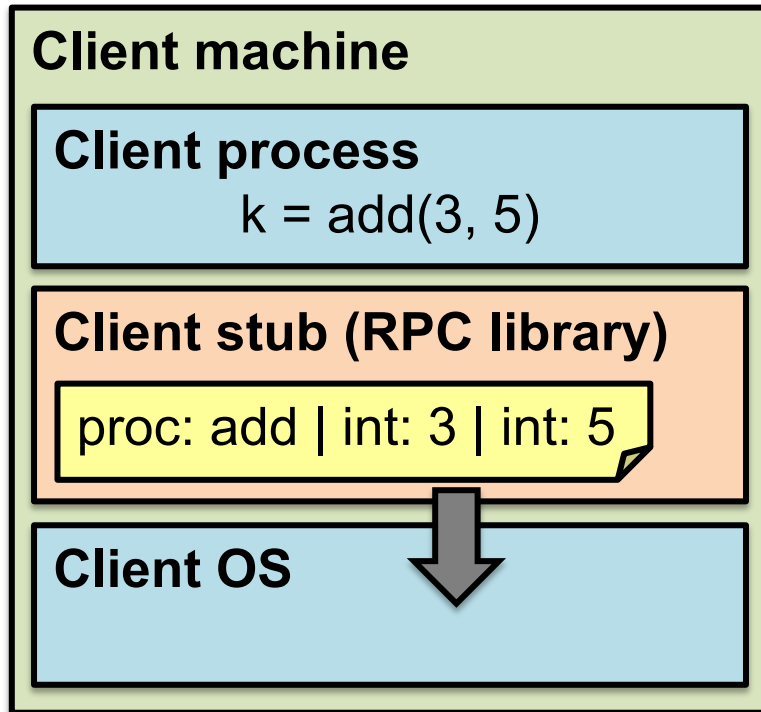 Client machine
Client process
k = add(3, 5)
Client stub (RPC library)
proc: add | int: 3 | int: 5
Client OS